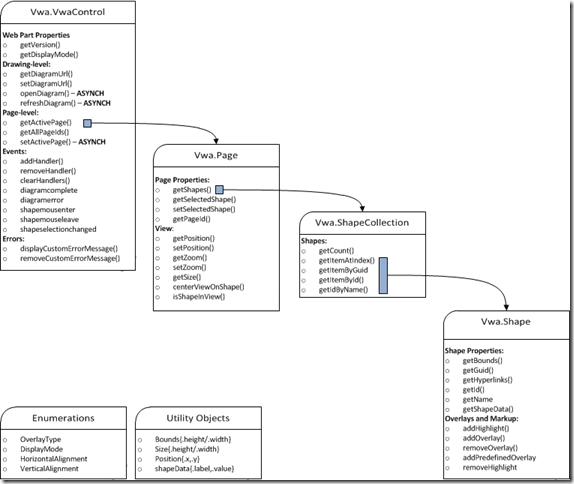 Vwa.VwaControl
Web Part Properties
getVersion()
getDisplayMode()
Drawing-level:
getDiagramUrl()
setDiagramUrl()
openDiagram() – ASYNCH
refreshDiagram() – ASYNCH
Page-level:
getActivePage()
getAllPageIds()
setActivePage() – ASYNCH
Events:
addHandler()
removeHandler()
clearHandlers()
diagramcomplete
diagramerror
shapemousenter
shapemouseleave
shapeselectionchanged
Errors:
displayCustomErrorMessage()
removeCustomErrorMessage()
Vwa.Page
Page Properties:
getShapes()
getSelectedShape()
setSelectedShape()
getPageId()
View:
getPosition()
setPosition()
getZoom()
setZoom()
getSize()
centerViewOnShape()
isShapeInView()
Vwa.ShapeCollection
Shapes:
getCount()
getItemAtIndex()
getItemByGuid
getItemById()
getIdByName()
Vwa.Shape
Shape Properties:
getBounds()
getGuid()
getHyperlinks()
getId()
getName
getShapeData()
Overlays and Markup:
addHighlight()
addOverlay()
removeOverlay()
addPredefinedOverlay
removeHighlight
Enumerations
OverlayType
DisplayMode
HorizontalAlignment
VerticalAlignment
Utility Objects
Bounds{.height/.width}
Size{.height/.width}
Position{.x,.y}
shapeData{.label,.value}